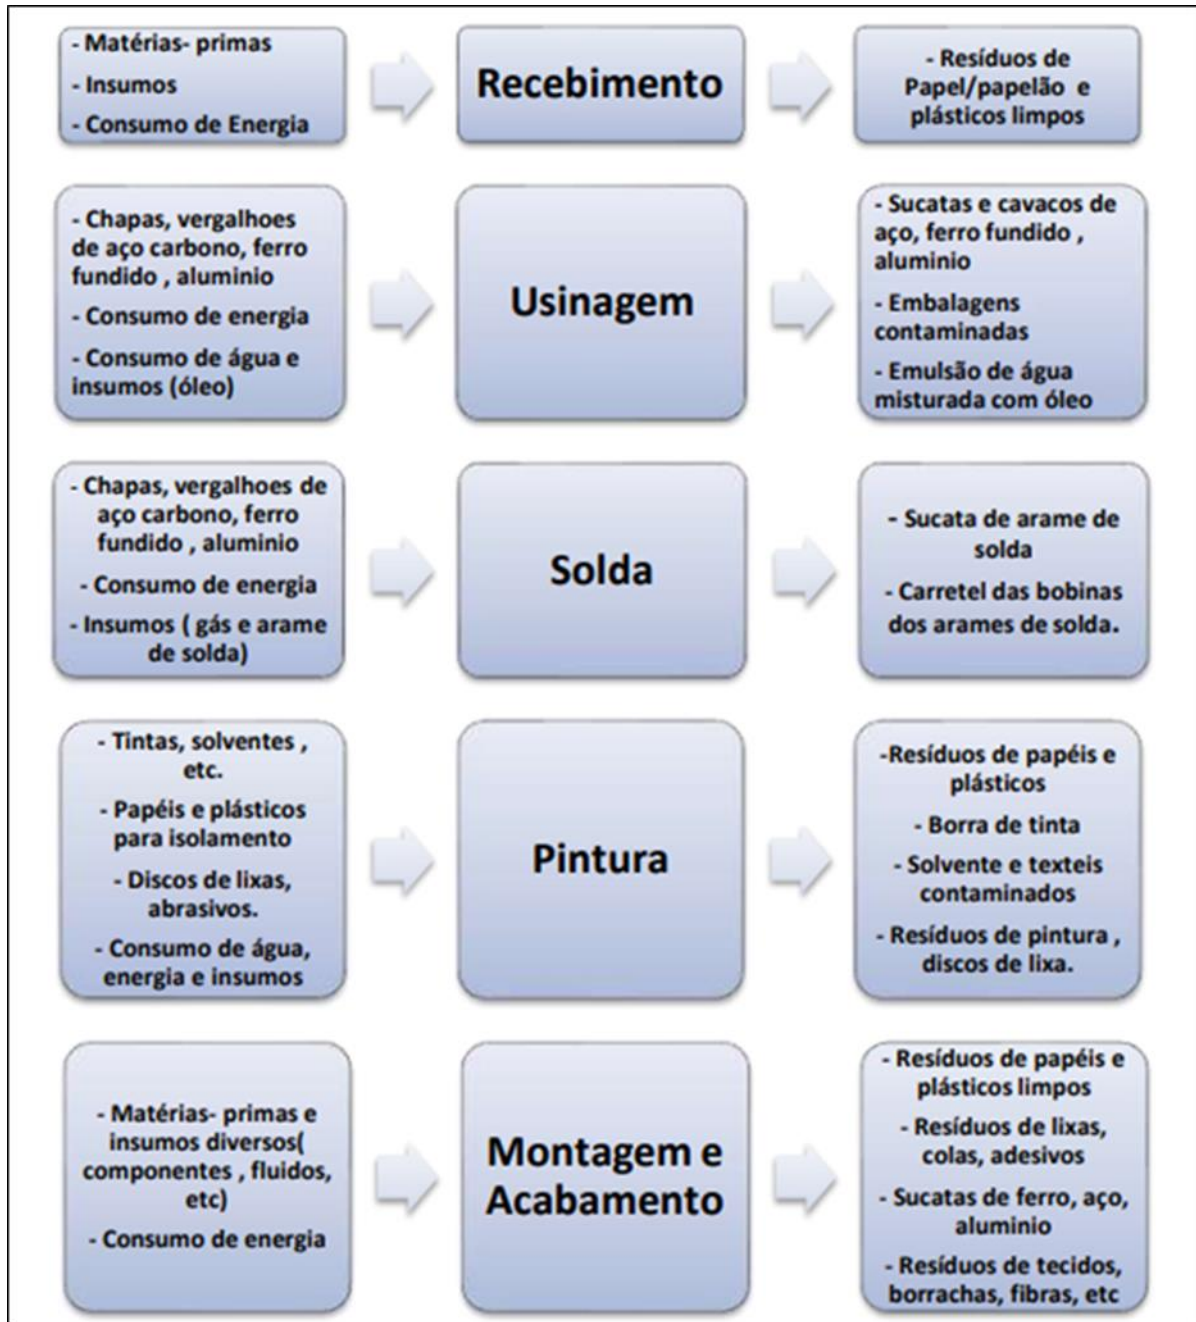 - Matérias- primas
- Insumos
- Consumo de Energia
Recebimento
- Resíduos de
Papel/papelão e
plásticos limpos
- Chapas, vergalhoes
de aço carbono, ferro
fundido , aluminio
- Consumo de energia
- Consumo de água e
insumos (óleo)
Usinagem
- Sucatas e cavacos de
aço, ferro fundido ,
aluminio
- Embalagens
contaminadas
- Emulsão de água
misturada com óleo
- Chapas, vergalhoes de
aço carbono, ferro
fundido , aluminio
- Consumo de energia
- Insumos ( gás e arame
de solda)
Solda
- Sucata de arame de
solda
- Carretel das bobinas
dos arames de solda.
- Tintas, solventes ,
etc.
- Papéis e plásticos
para isolamento
- Discos de lixas,
abrasivos.
- Consumo de água,
energia e insumos
Pintura
-Resíduos de papéis e
plásticos
- Borra de tinta
- Solvente e texteis
contaminados
- Resíduos de pintura ,
discos de lixa.
- Matérias- primas e
insumos diversos(
componentes , fluidos,
etc)
- Consumo de energia
Montagem e
Acabamento
- Resíduos de papéis e
plásticos limpos
- Resíduos de lixas,
colas, adesivos
- Sucatas de ferro, aço,
aluminio
- Resíduos de tecidos,
borrachas, fibras, etc